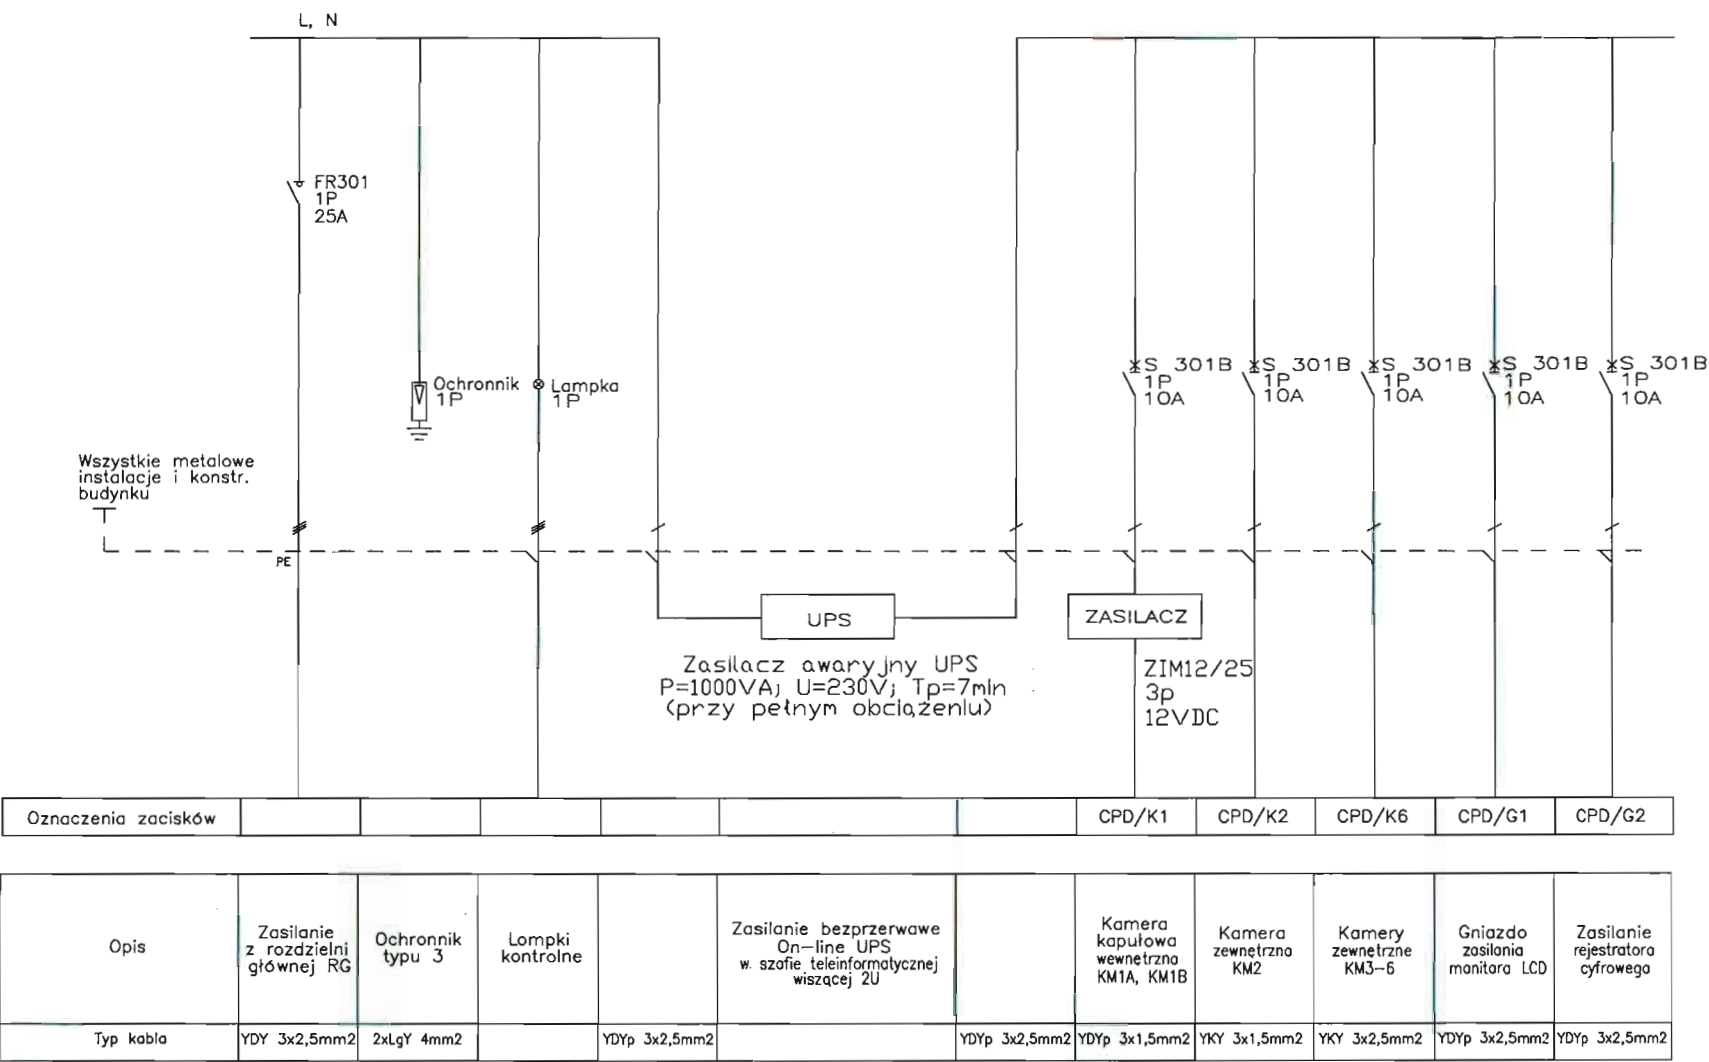 L, N
FR301
1P
25A
Ochronnik
1P
Lampka
1P
S 301B
1P
10A
S 301B
1P
10A
S 301B
1P
10A
S 301B
1P
10A
S 301B
1P
10A
Wszystkie metalowe
instalacje i konstr.
budynku
PE
UPS
Zasilacz awaryjny UPS
P=1000VA; U=230V; Tp=7min
(przy pełnym obciążeniu)
ZASILACZ
ZIM12/25
3p
12VDC
Oznaczenia zacisków
CPD/K1
CPD/K2
CPD/K6
CPD/G1
CPD/G2
Opis
Zasilanie
z rozdzielni
głównej RG
Ochronnik
typu 3
Lompki
kontrolne
Zasilanie bezprzerwawe
On-line UPS
w. szafie teleinformatycznej
wiszącej 2U
Kamera
kaputowa
wewnętrzna
KM1A, KM1B
Kamera
zewnętrzna
KM2
Kamery
zewnętrzne
KM3-6
Gniazdo
zasilania
manitara LCD
Zasilanie
rejestratora
cyfrowego
Typ kabla
YDY 3x2,5mm2
2xLgY 4mm2
YDYp 3x2,5mm2
YDYp 3x2,5mm2
YDYp 3x1,5mm2
YKY 3x1,5mm2
YKY 3x2,5mm2
YDYp 3x2,5mm2
YDYp 3x2,5mm2